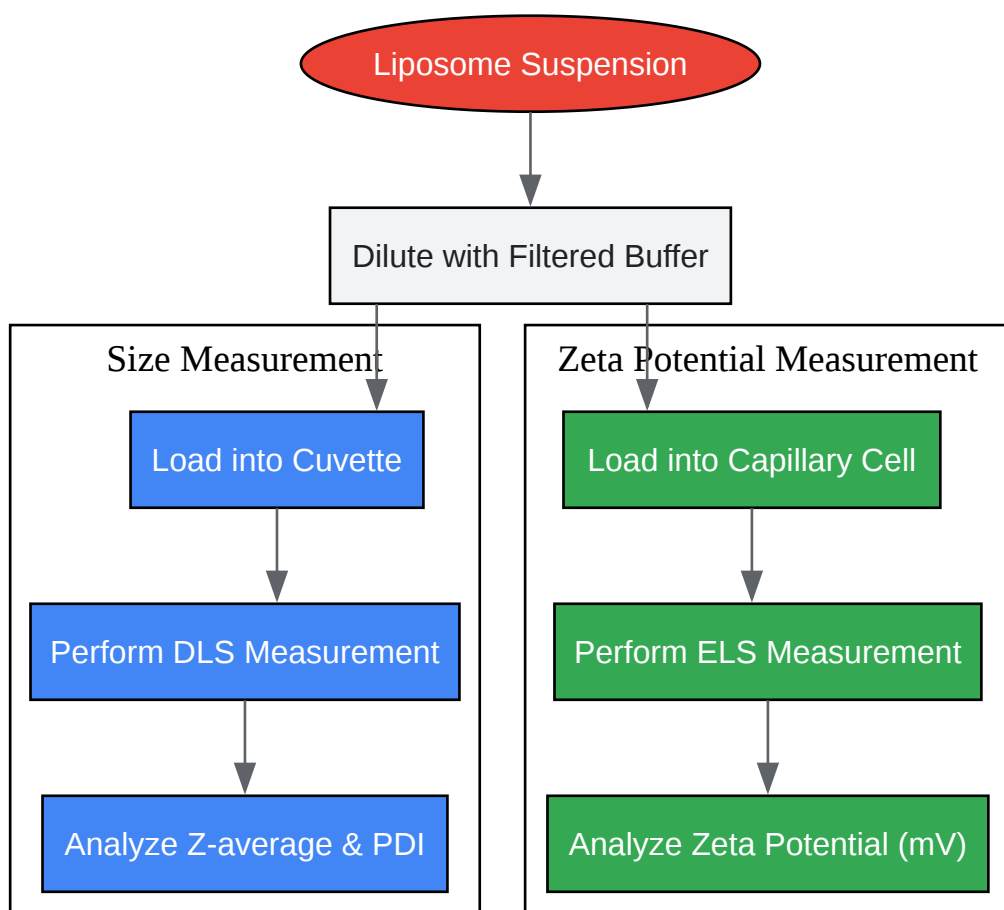 Liposome Suspension
Dilute with Filtered Buffer
Size Measurement
Load into Cuvette
Perform DLS Measurement
Analyze Z-average & PDI
Zeta Potential Measurement
Load into Capillary Cell
Perform ELS Measurement
Analyze Zeta Potential (mV)